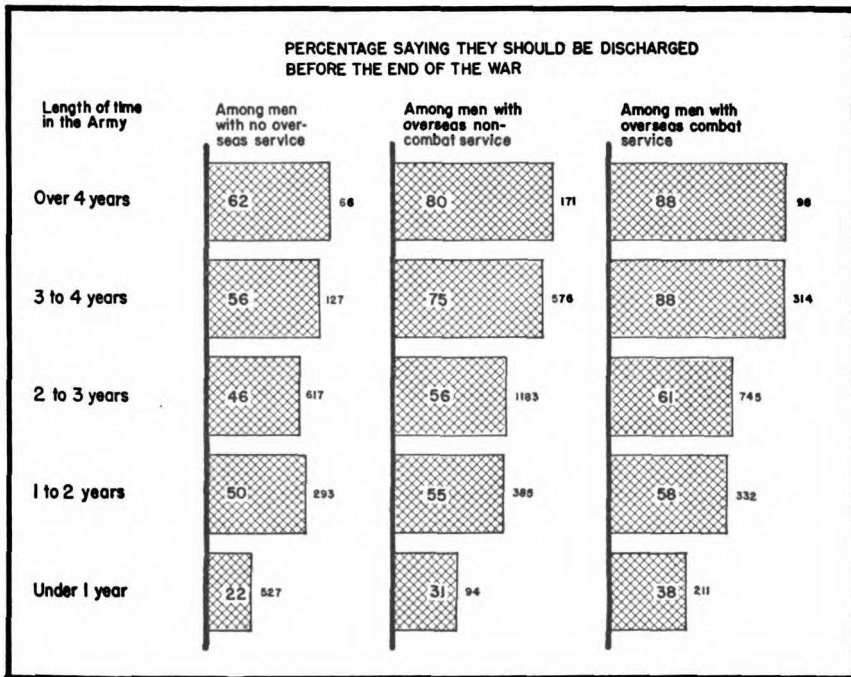 PERCENTAGE SAYING THEY SHOULD BE DISCHARGED
BEFORE THE END OF THE WAR
Length of time
in the Army
Among men
with no over-
seas service
Among men with
overseas non-
combat service
Among men with
overseas combat
service
Over 4 years
62
66
80
171
88
98
3 to 4 years
56
127
75
576
88
314
2 to 3 years
46
617
56
1183
61
745
1 to 2 years
50
293
55
385
58
332
Under 1 year
22
527
31
94
38
211